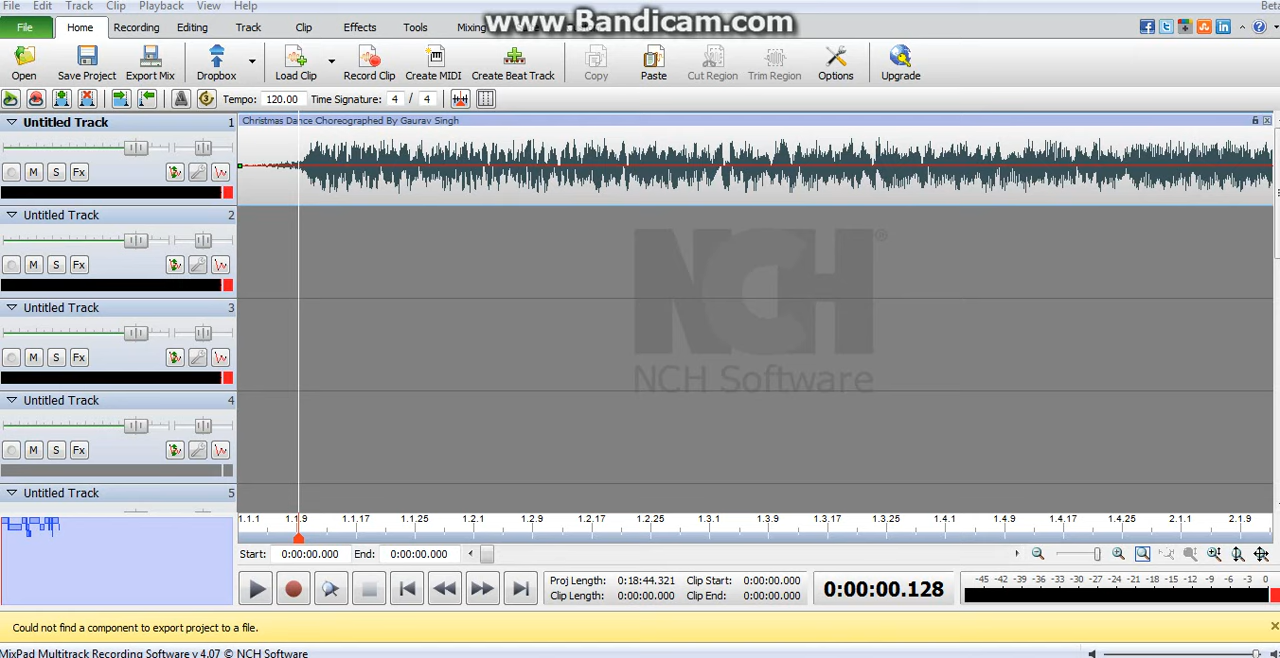 www.Bandicam.com
File Edit Track Clip Playback View Help Beta
File Home Recording Editing Track Clip Effects Tools Mixing
Open Save Project Export Mix Dropbox Load Clip Record Clip Create MIDI Create Beat Track Copy Paste Cut Region Trim Region Options Upgrade
Tempo: 120.00 Time Signature: 4 / 4
Untitled Track 1
Christmas Dance Choreographed By Gaurav Singh
M S Fx
Untitled Track 2
M S Fx
NCH®
NCH Software
Untitled Track 3
M S Fx
Untitled Track 4
M S Fx
Untitled Track 5
1.1.1 1.1.9 1.1.17 1.1.25 1.2.1 1.2.9 1.2.17 1.2.25 1.3.1 1.3.9 1.3.17 1.3.25 1.4.1 1.4.9 1.4.17 1.4.25 2.1.1 2.1.9
Start: 0:00:00.000 End: 0:00:00.000
Proj Length: 0:18:44.321 Clip Start: 0:00:00.000
Clip Length: 0:00:00.000 Clip End: 0:00:00.000
0:00:00.128
-45 -42 -39 -36 -33 -30 -27 -24 -21 -18 -15 -12 -9 -6 -3 0
Could not find a component to export project to a file.
MixPad Multitrack Recording Software v 4.07 © NCH Software